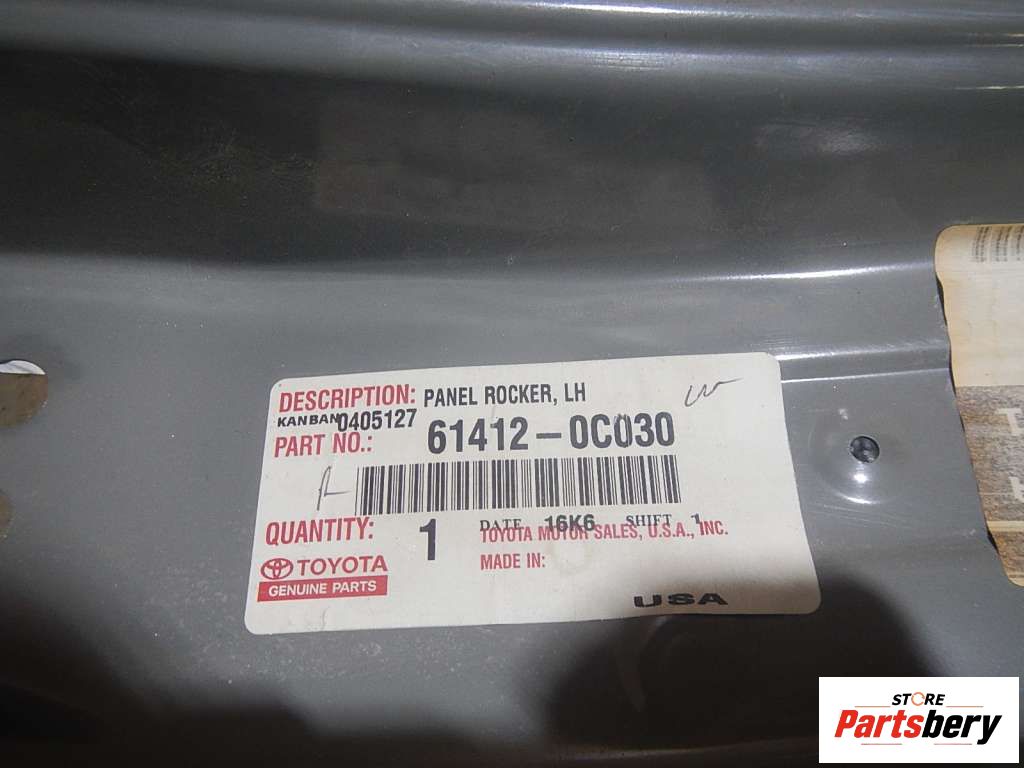 DESCRIPTION: PANEL ROCKER, LH
KANBAN 0405127
PART NO.: 61412-0C030
QUANTITY: 1
DATE 16K6 SHIFT 1
TOYOTA MOTOR SALES, U.S.A., INC.
TOYOTA
GENUINE PARTS
MADE IN:
USA
STORE
Partsbery